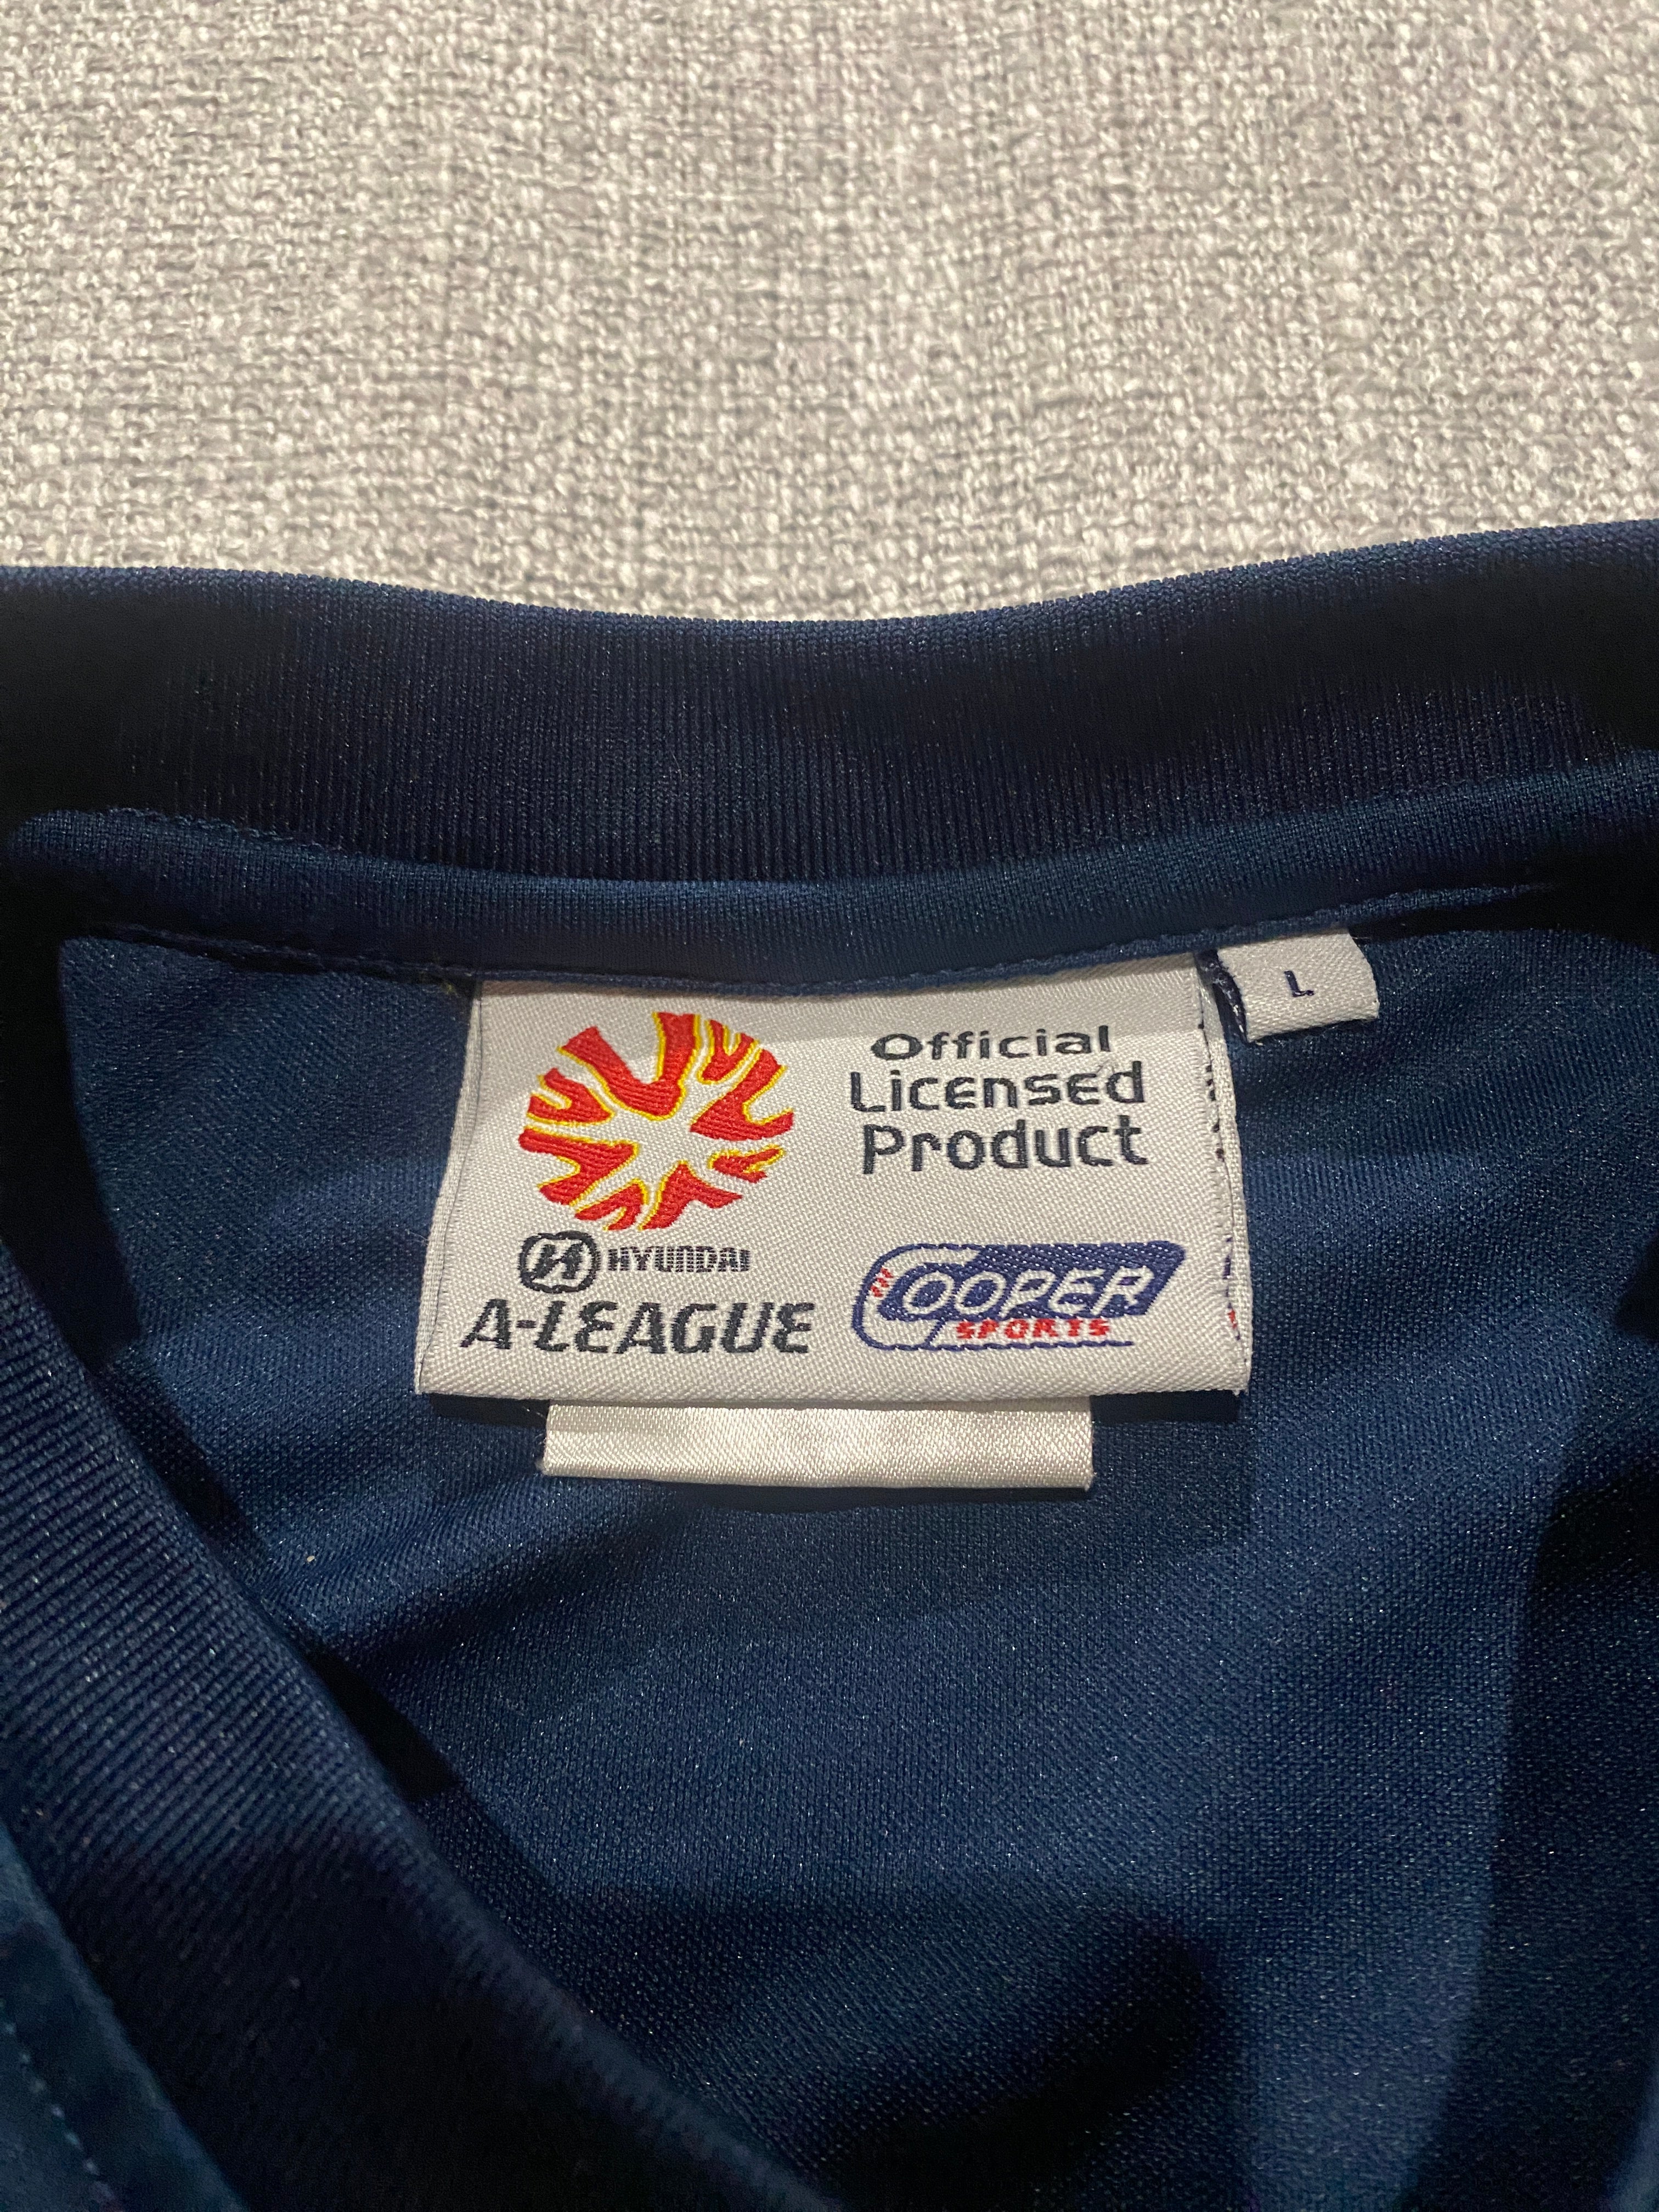 L
Official
Licensed
Product
HYUNDAI
A-LEAGUE
COOPER
SPORTS